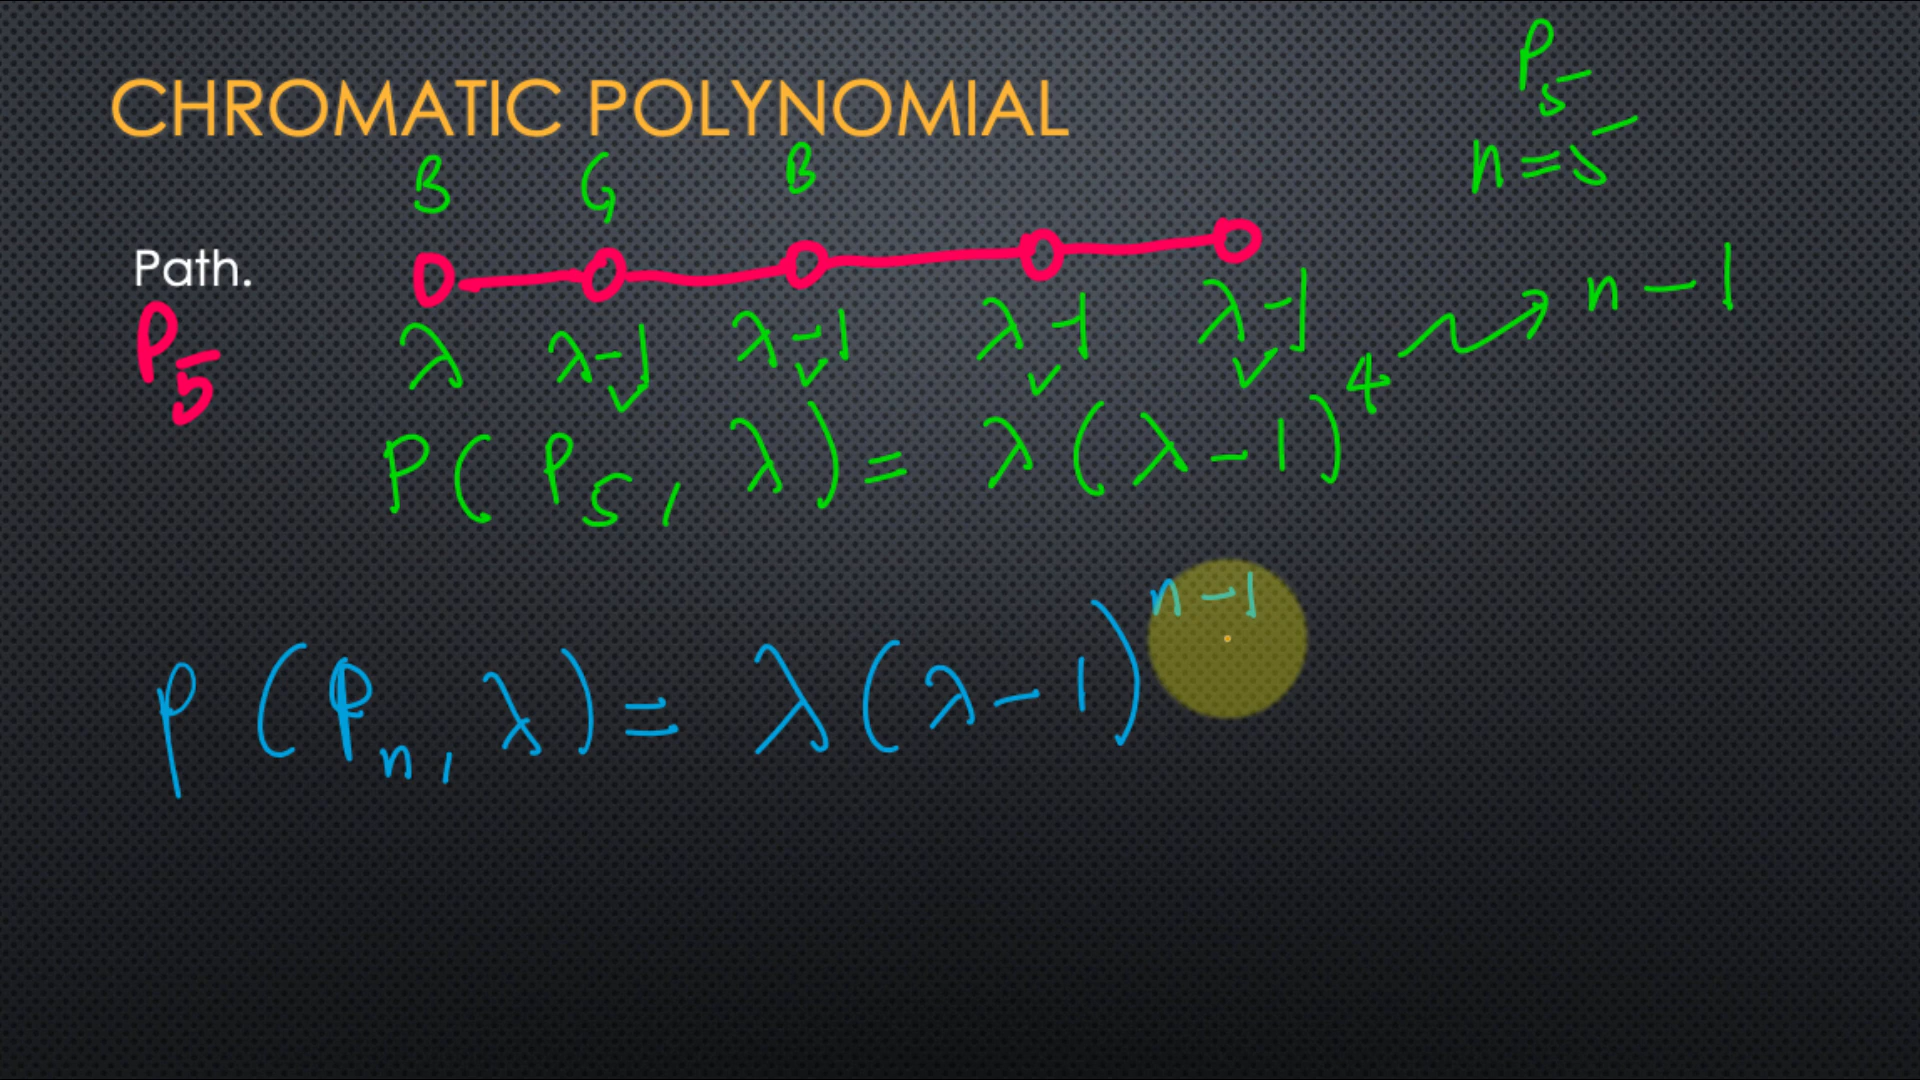 CHROMATIC POLYNOMIAL
P5
n=5
B G B
Path.
P5
λ λ-1 λ-1 λ-1 λ-1
n-1
P(P5, λ) = λ(λ-1)^4
P(Pn, λ) = λ(λ-1)^n-1